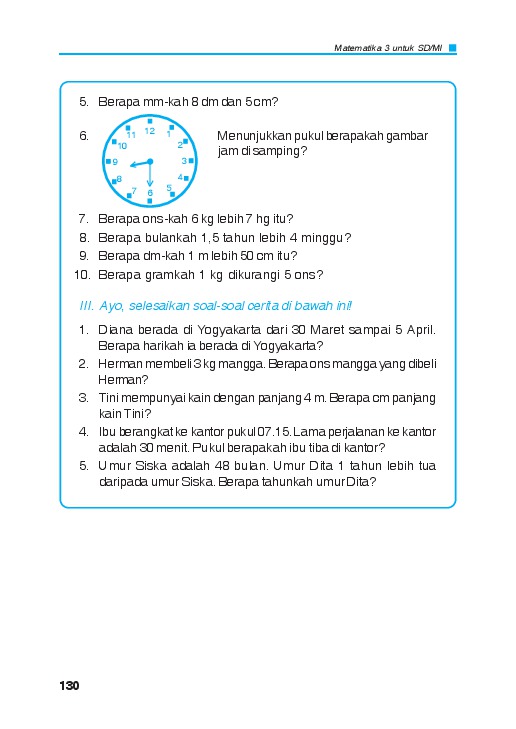 Matematika 3 untuk SD/MI
5. Berapa mm-kah 8 dm dan 5 cm?
6.
12
1
2
3
4
5
6
7
8
9
10
11
Menunjukkan pukul berapakah gambar
jam di samping?
7. Berapa ons-kah 6 kg lebih 7 hg itu?
8. Berapa bulankah 1,5 tahun lebih 4 minggu?
9. Berapa dm-kah 1 m lebih 50 cm itu?
10. Berapa gramkah 1 kg dikurangi 5 ons?
III. Ayo, selesaikan soal-soal cerita di bawah ini!
1. Diana berada di Yogyakarta dari 30 Maret sampai 5 April.
Berapa harikah ia berada di Yogyakarta?
2. Herman membeli 3 kg mangga. Berapa ons mangga yang dibeli
Herman?
3. Tini mempunyai kain dengan panjang 4 m. Berapa cm panjang
kain Tini?
4. Ibu berangkat ke kantor pukul 07.15. Lama perjalanan ke kantor
adalah 30 menit. Pukul berapakah ibu tiba di kantor?
5. Umur Siska adalah 48 bulan. Umur Dita 1 tahun lebih tua
daripada umur Siska. Berapa tahunkah umur Dita?
130